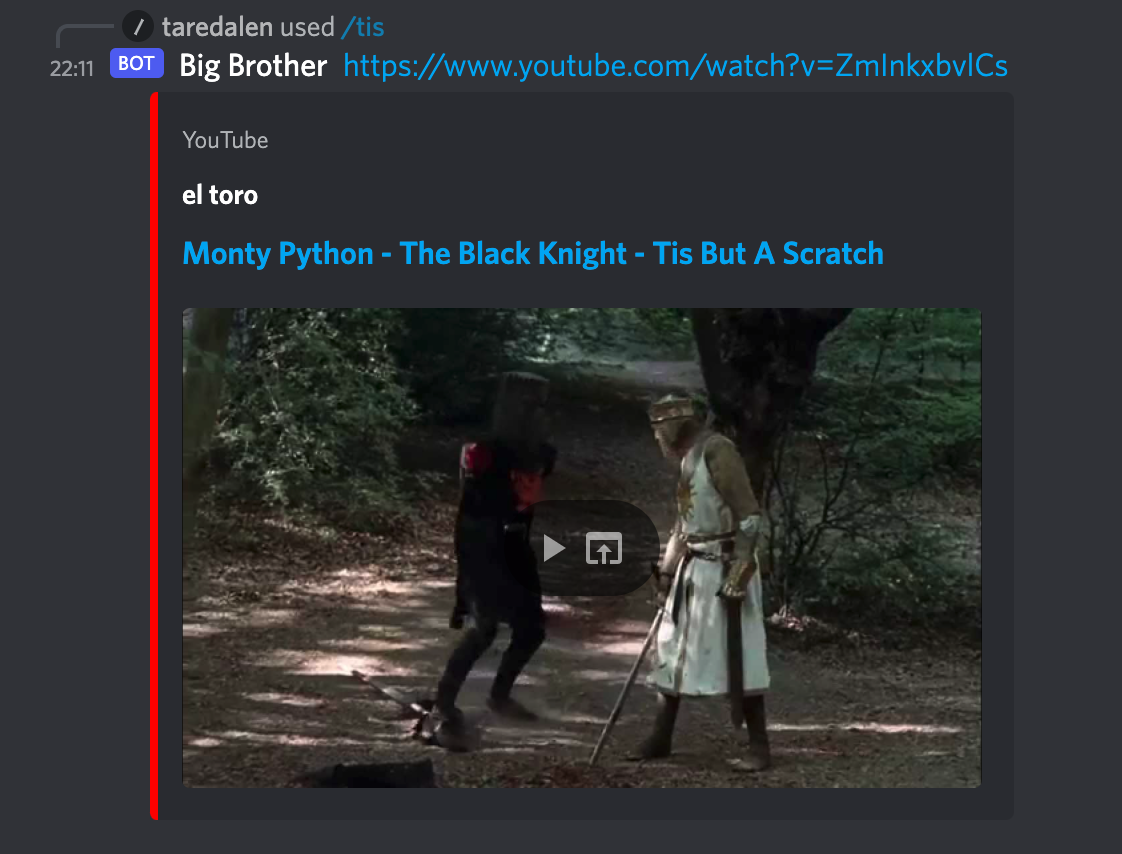 taredalen used /tis
22:11 BOT Big Brother https://www.youtube.com/watch?v=ZmInkxbvlCs
YouTube
el toro
Monty Python - The Black Knight - Tis But A Scratch